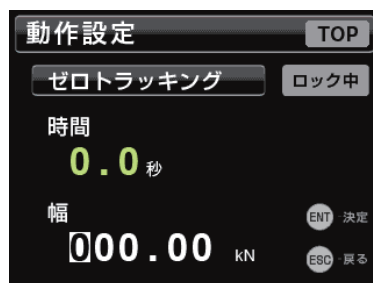 動作設定 TOP
ゼロトラッキング ロック中
時間
0.0秒
幅
ENT -決定
000.00 kN
ESC -戻る